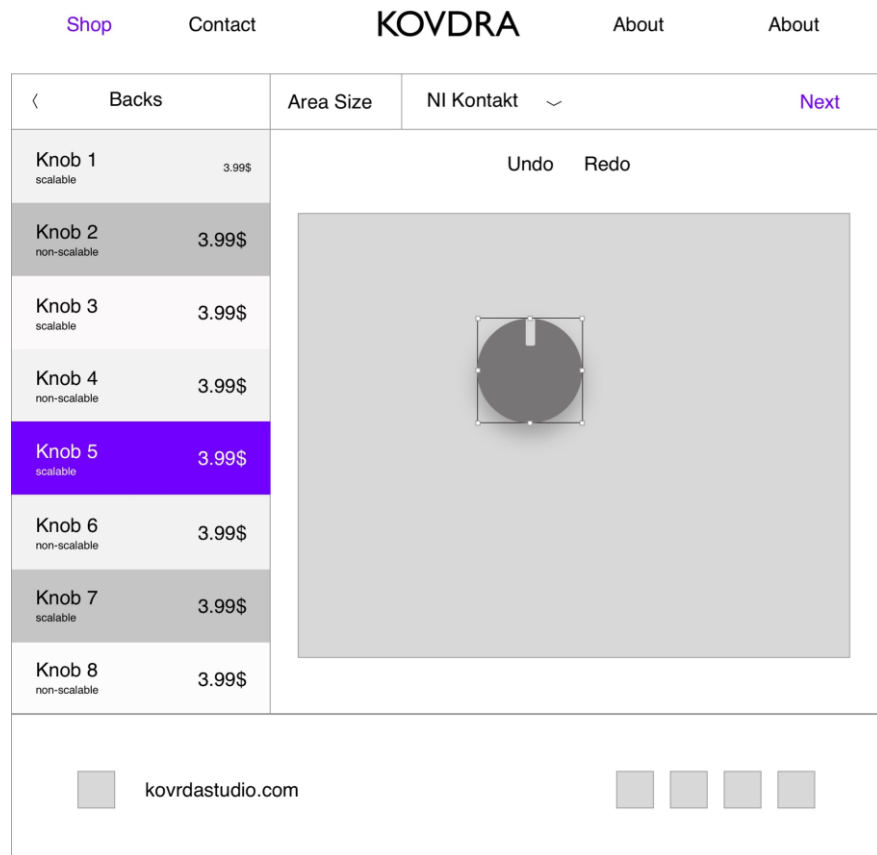 Shop Contact KOVDRA About About
Backs Area Size NI Kontakt Next
Undo Redo
Knob 1 3.99$
scalable
Knob 2 3.99$
non-scalable
Knob 3 3.99$
scalable
Knob 4 3.99$
non-scalable
Knob 5 3.99$
scalable
Knob 6 3.99$
non-scalable
Knob 7 3.99$
scalable
Knob 8 3.99$
non-scalable
kovrdastudio.com